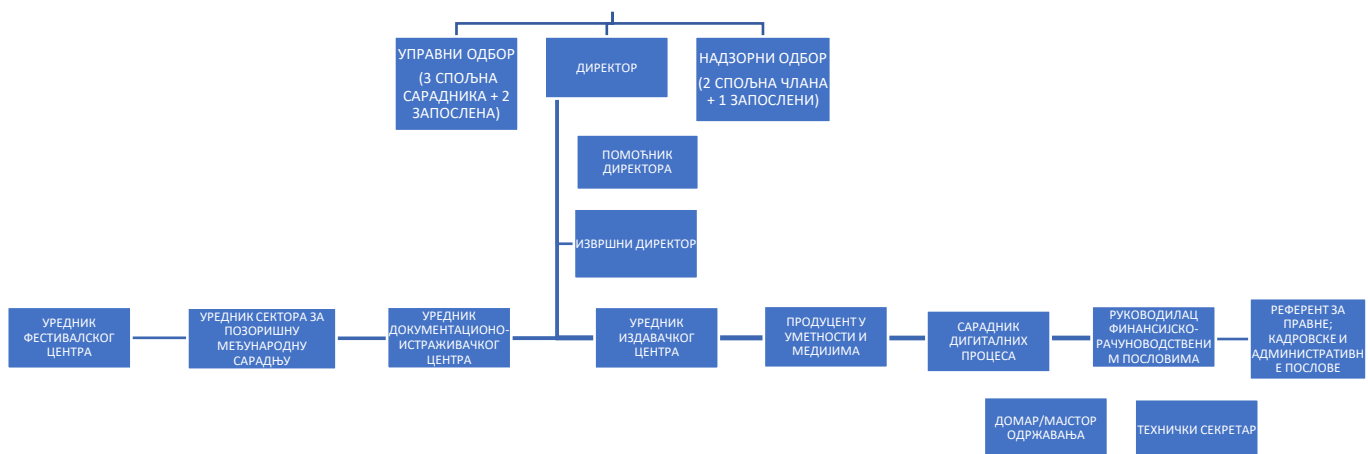 УПРАВНИ ОДБОР
(3 СПОЉНА
САРАДНИКА + 2
ЗАПОСЛЕНА)
ДИРЕКТОР
НАДЗОРНИ ОДБОР
(2 СПОЉНА ЧЛАНА
+ 1 ЗАПОСЛЕНИ)
ПОМОЋНИК
ДИРЕКТОРА
ИЗВРШНИ ДИРЕКТОР
УРЕДНИК
ФЕСТИВАЛСКОГ
ЦЕНТРА
УРЕДНИК СЕКТОРА ЗА
ПОЗОРИШНУ
МЕЂУНАРОДНУ
САРАДЊУ
УРЕДНИК
ДОКУМЕНТАЦИОНО-
ИСТРАЖИВАЧКОГ
ЦЕНТРА
УРЕДНИК
ИЗДАВАЧКОГ
ЦЕНТРА
ПРОДУЦЕНТ У
УМЕТНОСТИ И
МЕДИЈИМА
САРАДНИК
ДИГИТАЛНИХ
ПРОЦЕСА
РУКОВОДИЛАЦ
ФИНАНСИЈСКО-
РАЧУНОВОДСТВЕНИ
М ПОСЛОВИМА
РЕФЕРЕНТ ЗА
ПРАВНЕ;
КАДРОВСКЕ И
АДМИНИСТРАТИВН
Е ПОСЛОВЕ
ДОМАР/МАЈСТОР
ОДРЖАВАЊА
ТЕХНИЧКИ СЕКРЕТАР